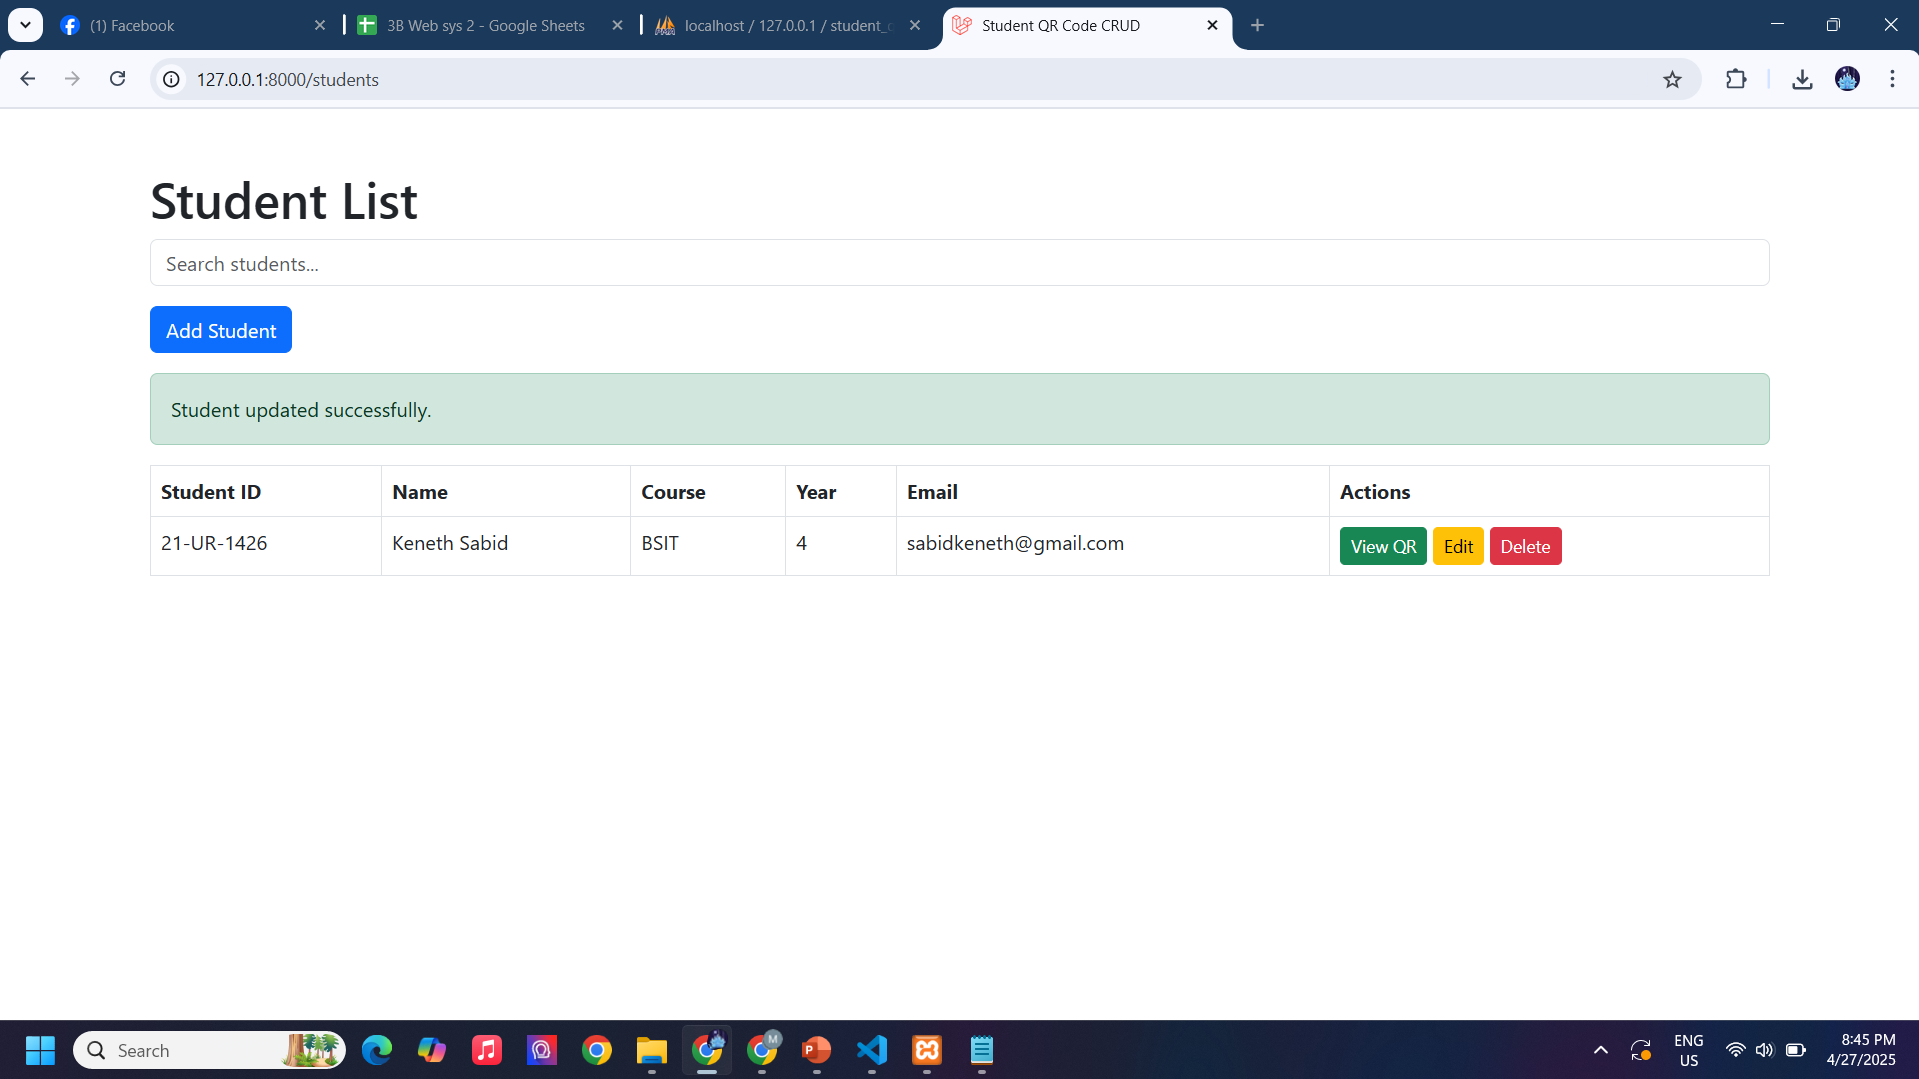 (1) Facebook
3B Web sys 2 - Google Sheets
localhost / 127.0.0.1 / student_
Student QR Code CRUD
127.0.0.1:8000/students
Student List
Search students...
Add Student
Student updated successfully.
Student ID Name Course Year Email Actions
21-UR-1426 Keneth Sabid BSIT 4 sabidkeneth@gmail.com View QR Edit Delete
Search
M
P
ENG
US
8:45 PM
4/27/2025